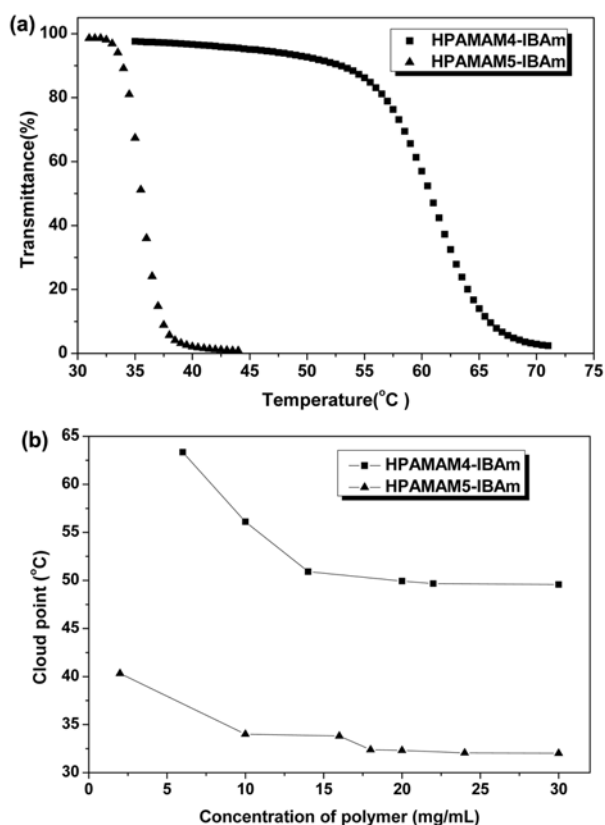 (a)
HPAMAM4-IBAm
HPAMAM5-IBAm
Transmittance(%)
100
80
60
40
20
0
30 35 40 45 50 55 60 65 70 75
Temperature(°C )
(b)
HPAMAM4-IBAm
HPAMAM5-IBAm
Cloud point (°C)
65
60
55
50
45
40
35
30
0 5 10 15 20 25 30
Concentration of polymer (mg/mL)